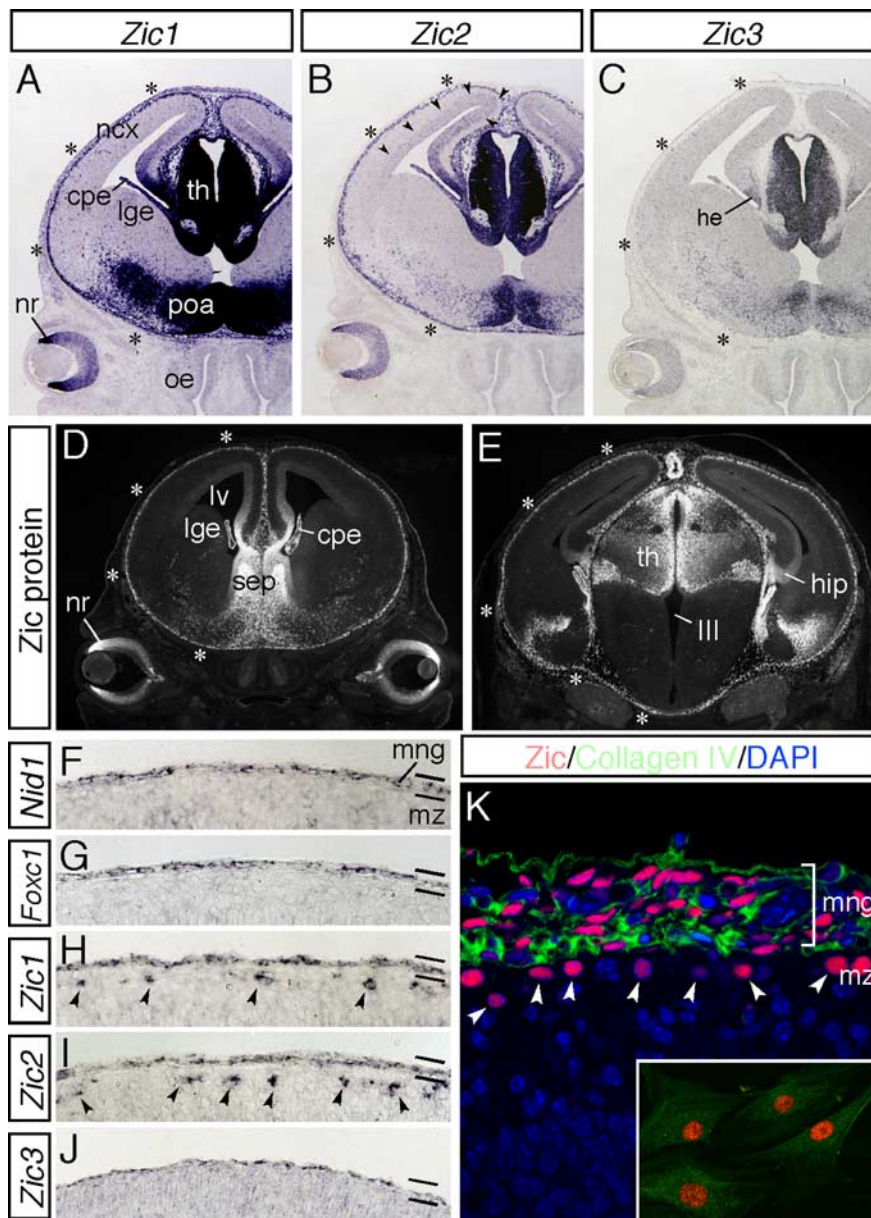 Zic1
Zic2
Zic3
A
ncx
cpe
lge
th
poa
nr
oe
*
*
*
*
B
*
*
*
*
C
he
*
*
*
*
Zic protein
D
lv
lge
cpe
sep
nr
*
*
*
*
E
th
hip
III
*
*
*
*
*
*
Nid1
F
mng
mz
Foxc1
G
Zic1
H
Zic2
I
Zic3
J
Zic/Collagen IV/DAPI
K
mng
mz